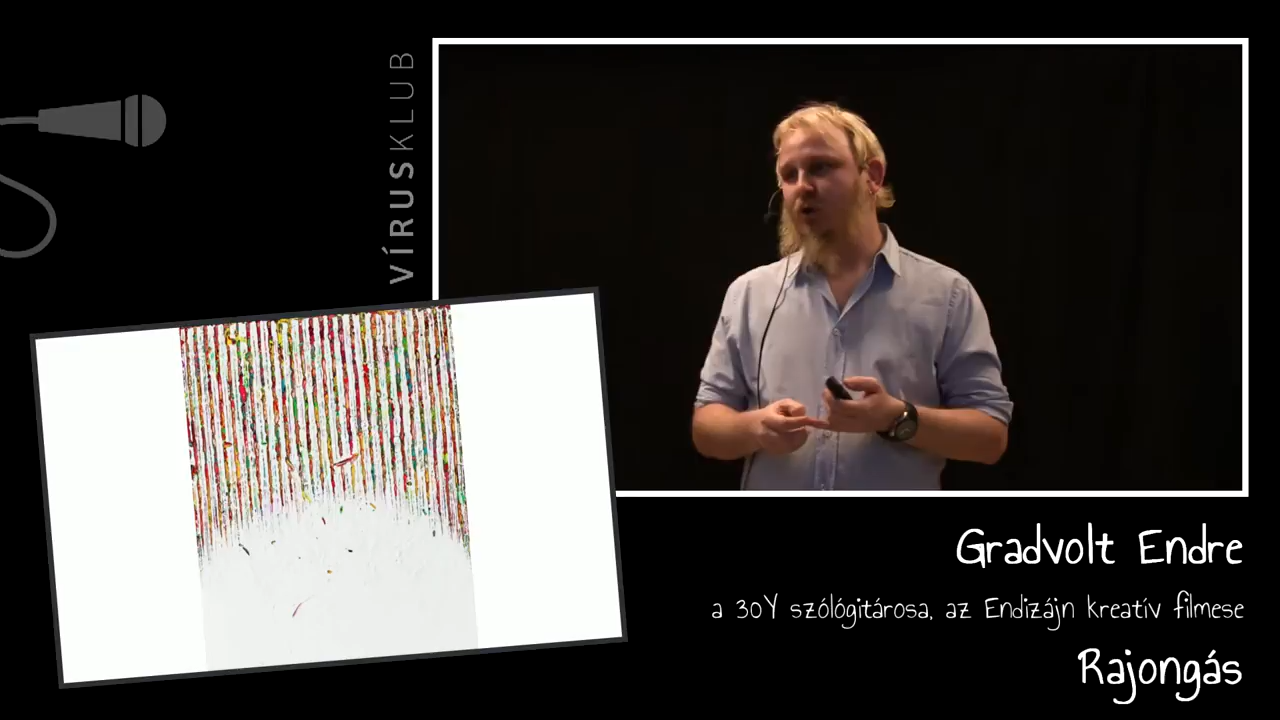 VÍRUSKLUB
Gradvolt Endre
a 30Y szólógitárosa, az Endizájn kreatív filmese
Rajongás